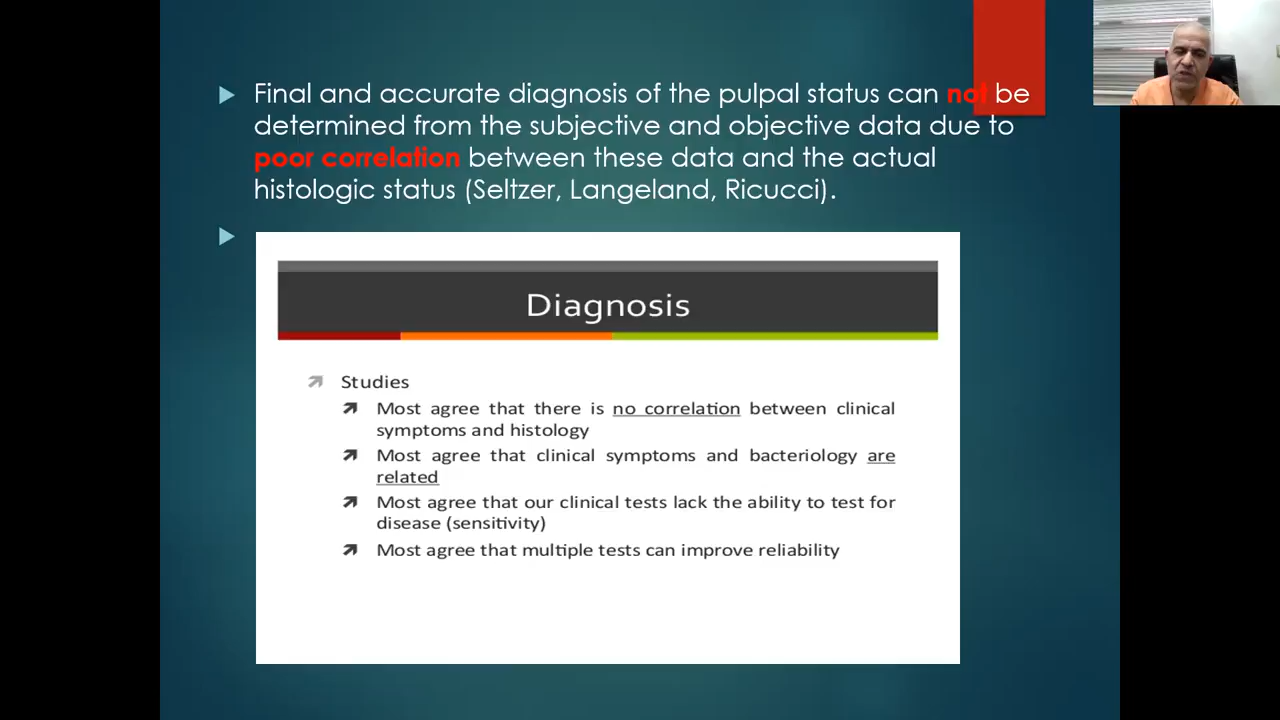 Final and accurate diagnosis of the pulpal status can not be
determined from the subjective and objective data due to
poor correlation between these data and the actual
histologic status (Seltzer, Langeland, Ricucci).
Diagnosis
Studies
Most agree that there is no correlation between clinical
symptoms and histology
Most agree that clinical symptoms and bacteriology are
related
Most agree that our clinical tests lack the ability to test for
disease (sensitivity)
Most agree that multiple tests can improve reliability